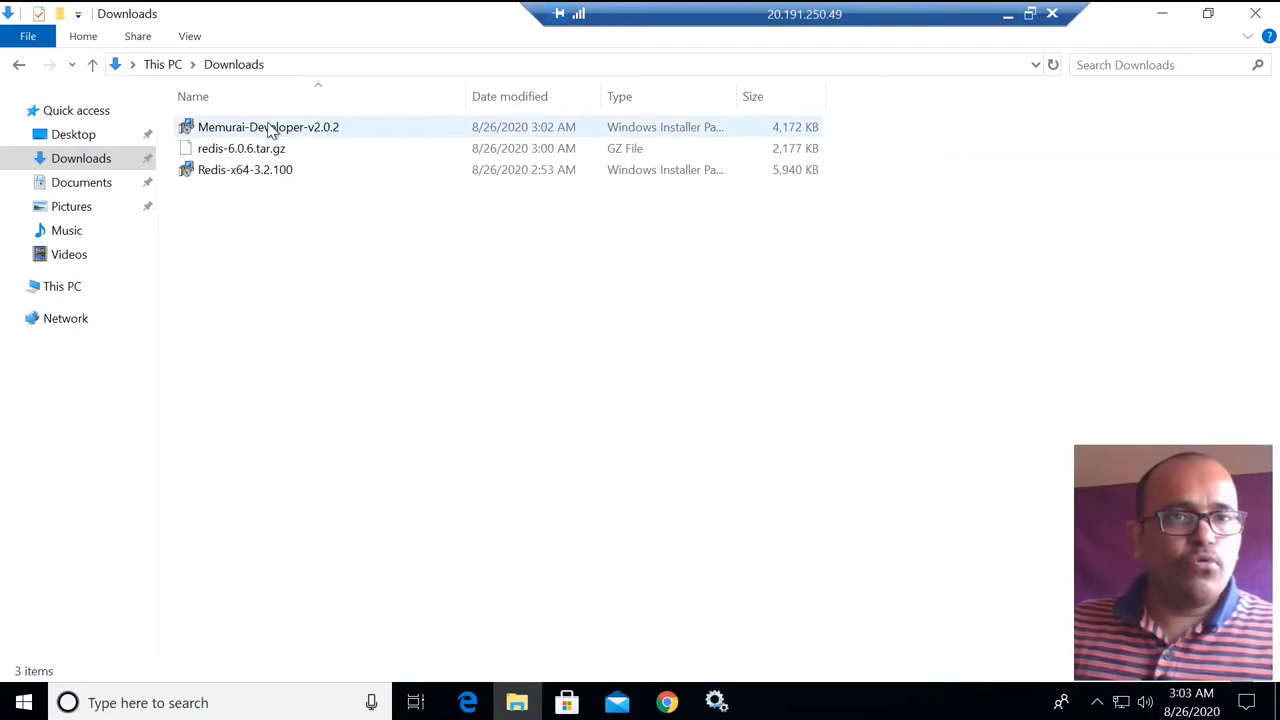 Downloads
20.191.250.49
File Home Share View
This PC Downloads
Search Downloads
Name Date modified Type Size
Quick access
Desktop
Downloads
Documents
Pictures
Music
Videos
This PC
Network
Memurai-Developer-v2.0.2 8/26/2020 3:02 AM Windows Installer Pa... 4,172 KB
redis-6.0.6.tar.gz 8/26/2020 3:00 AM GZ File 2,177 KB
Redis-x64-3.2.100 8/26/2020 2:53 AM Windows Installer Pa... 5,940 KB
3 items
Type here to search
3:03 AM
8/26/2020